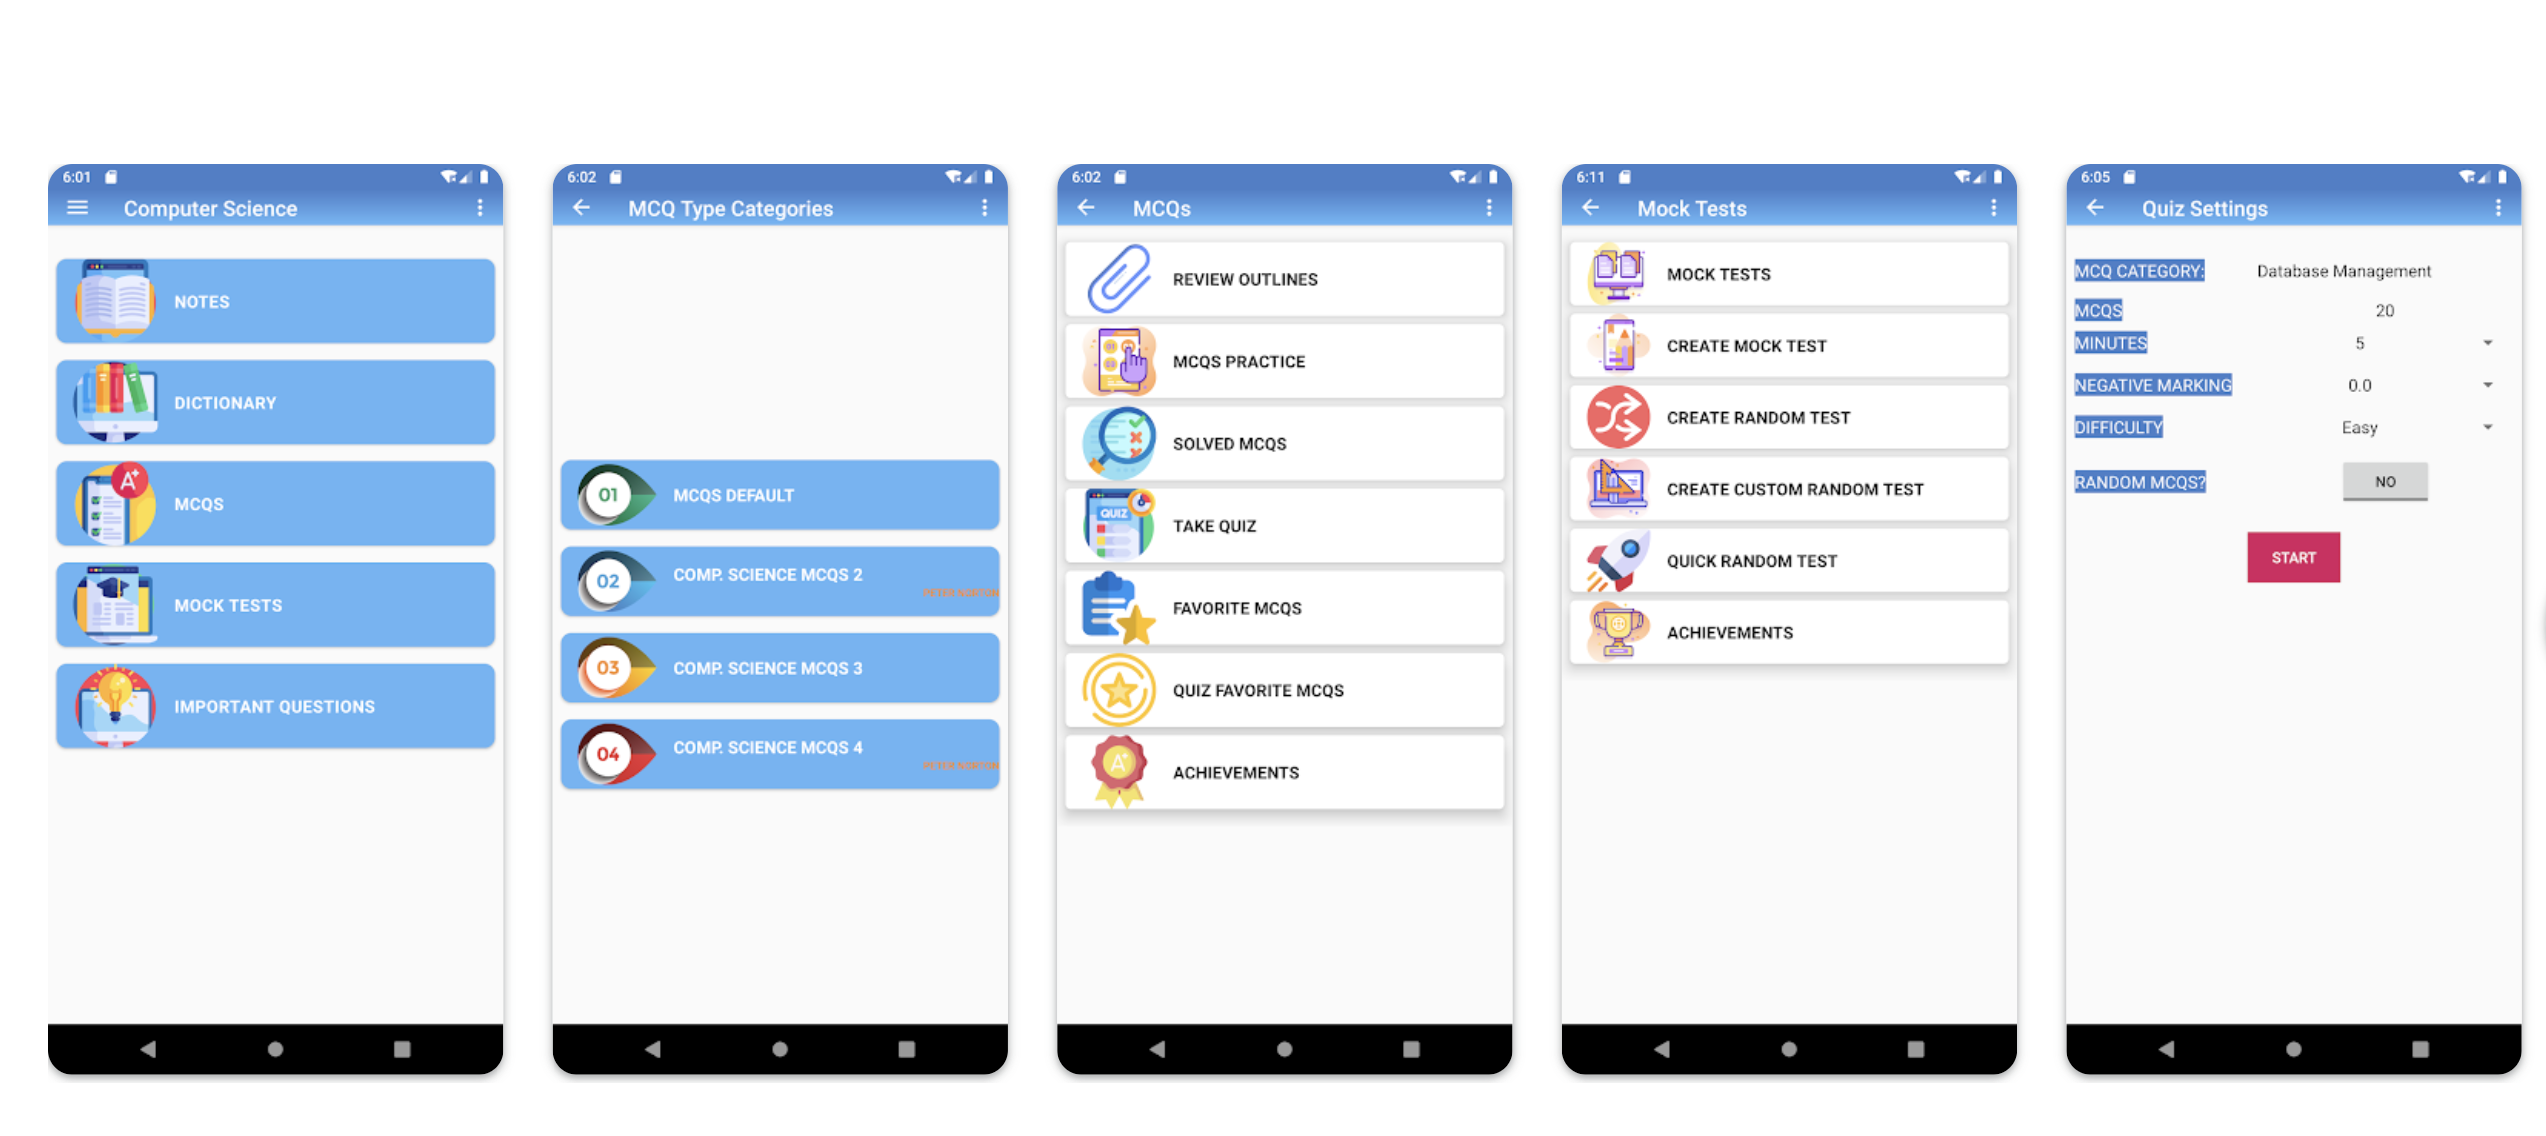 6:01
Computer Science
NOTES
DICTIONARY
A+
MCQS
MOCK TESTS
IMPORTANT QUESTIONS
6:02
MCQ Type Categories
01
MCQS DEFAULT
02
COMP. SCIENCE MCQS 2
03
COMP. SCIENCE MCQS 3
04
COMP. SCIENCE MCQS 4
6:02
MCQs
REVIEW OUTLINES
MCQS PRACTICE
SOLVED MCQS
QUIZ
TAKE QUIZ
FAVORITE MCQS
QUIZ FAVORITE MCQS
A+
ACHIEVEMENTS
6:11
Mock Tests
MOCK TESTS
CREATE MOCK TEST
CREATE RANDOM TEST
CREATE CUSTOM RANDOM TEST
QUICK RANDOM TEST
ACHIEVEMENTS
6:05
Quiz Settings
MCQ CATEGORY: Database Management
MCQS 20
MINUTES 5
NEGATIVE MARKING 0.0
DIFFICULTY Easy
RANDOM MCQS? NO
START